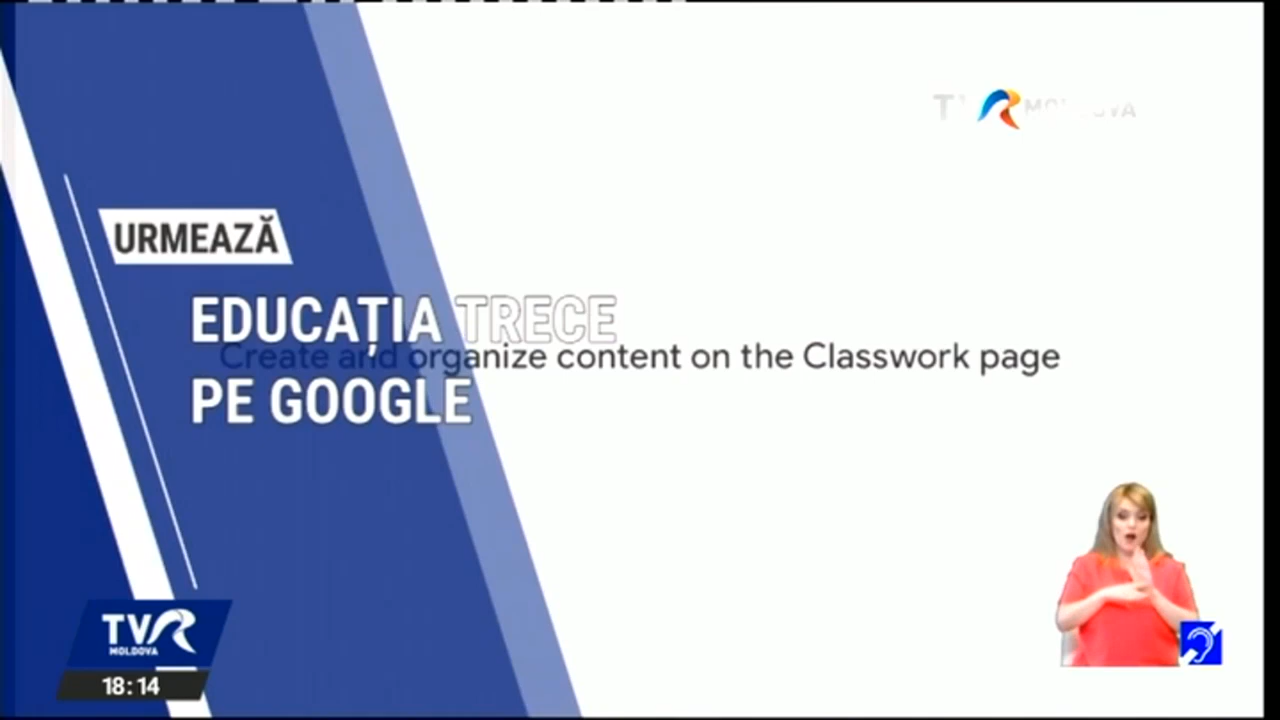 TVR MOLDOVA
URMEAZĂ
EDUCAȚIA TRECE
Create and organize content on the Classwork page
PE GOOGLE
TVR
MOLDOVA
18:14